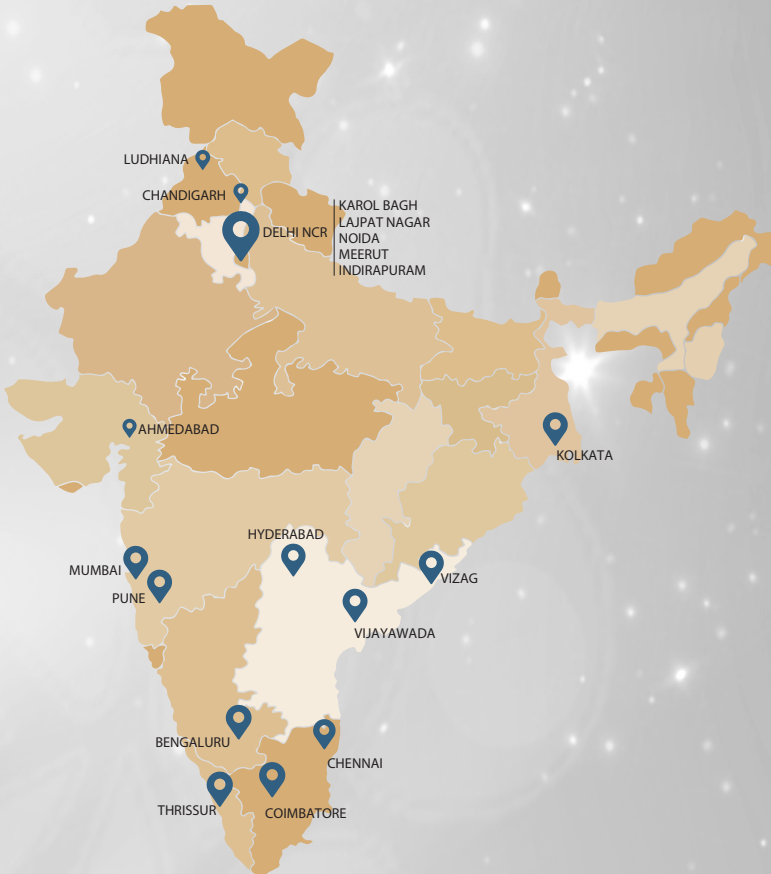 LUDHIANA
CHANDIGARH
DELHI NCR
KAROL BAGH
LAJPAT NAGAR
NOIDA
MEERUT
INDIRAPURAM
AHMEDABAD
KOLKATA
HYDERABAD
MUMBAI
VIZAG
PUNE
VIJAYAWADA
BENGALURU
CHENNAI
THRISSUR
COIMBATORE